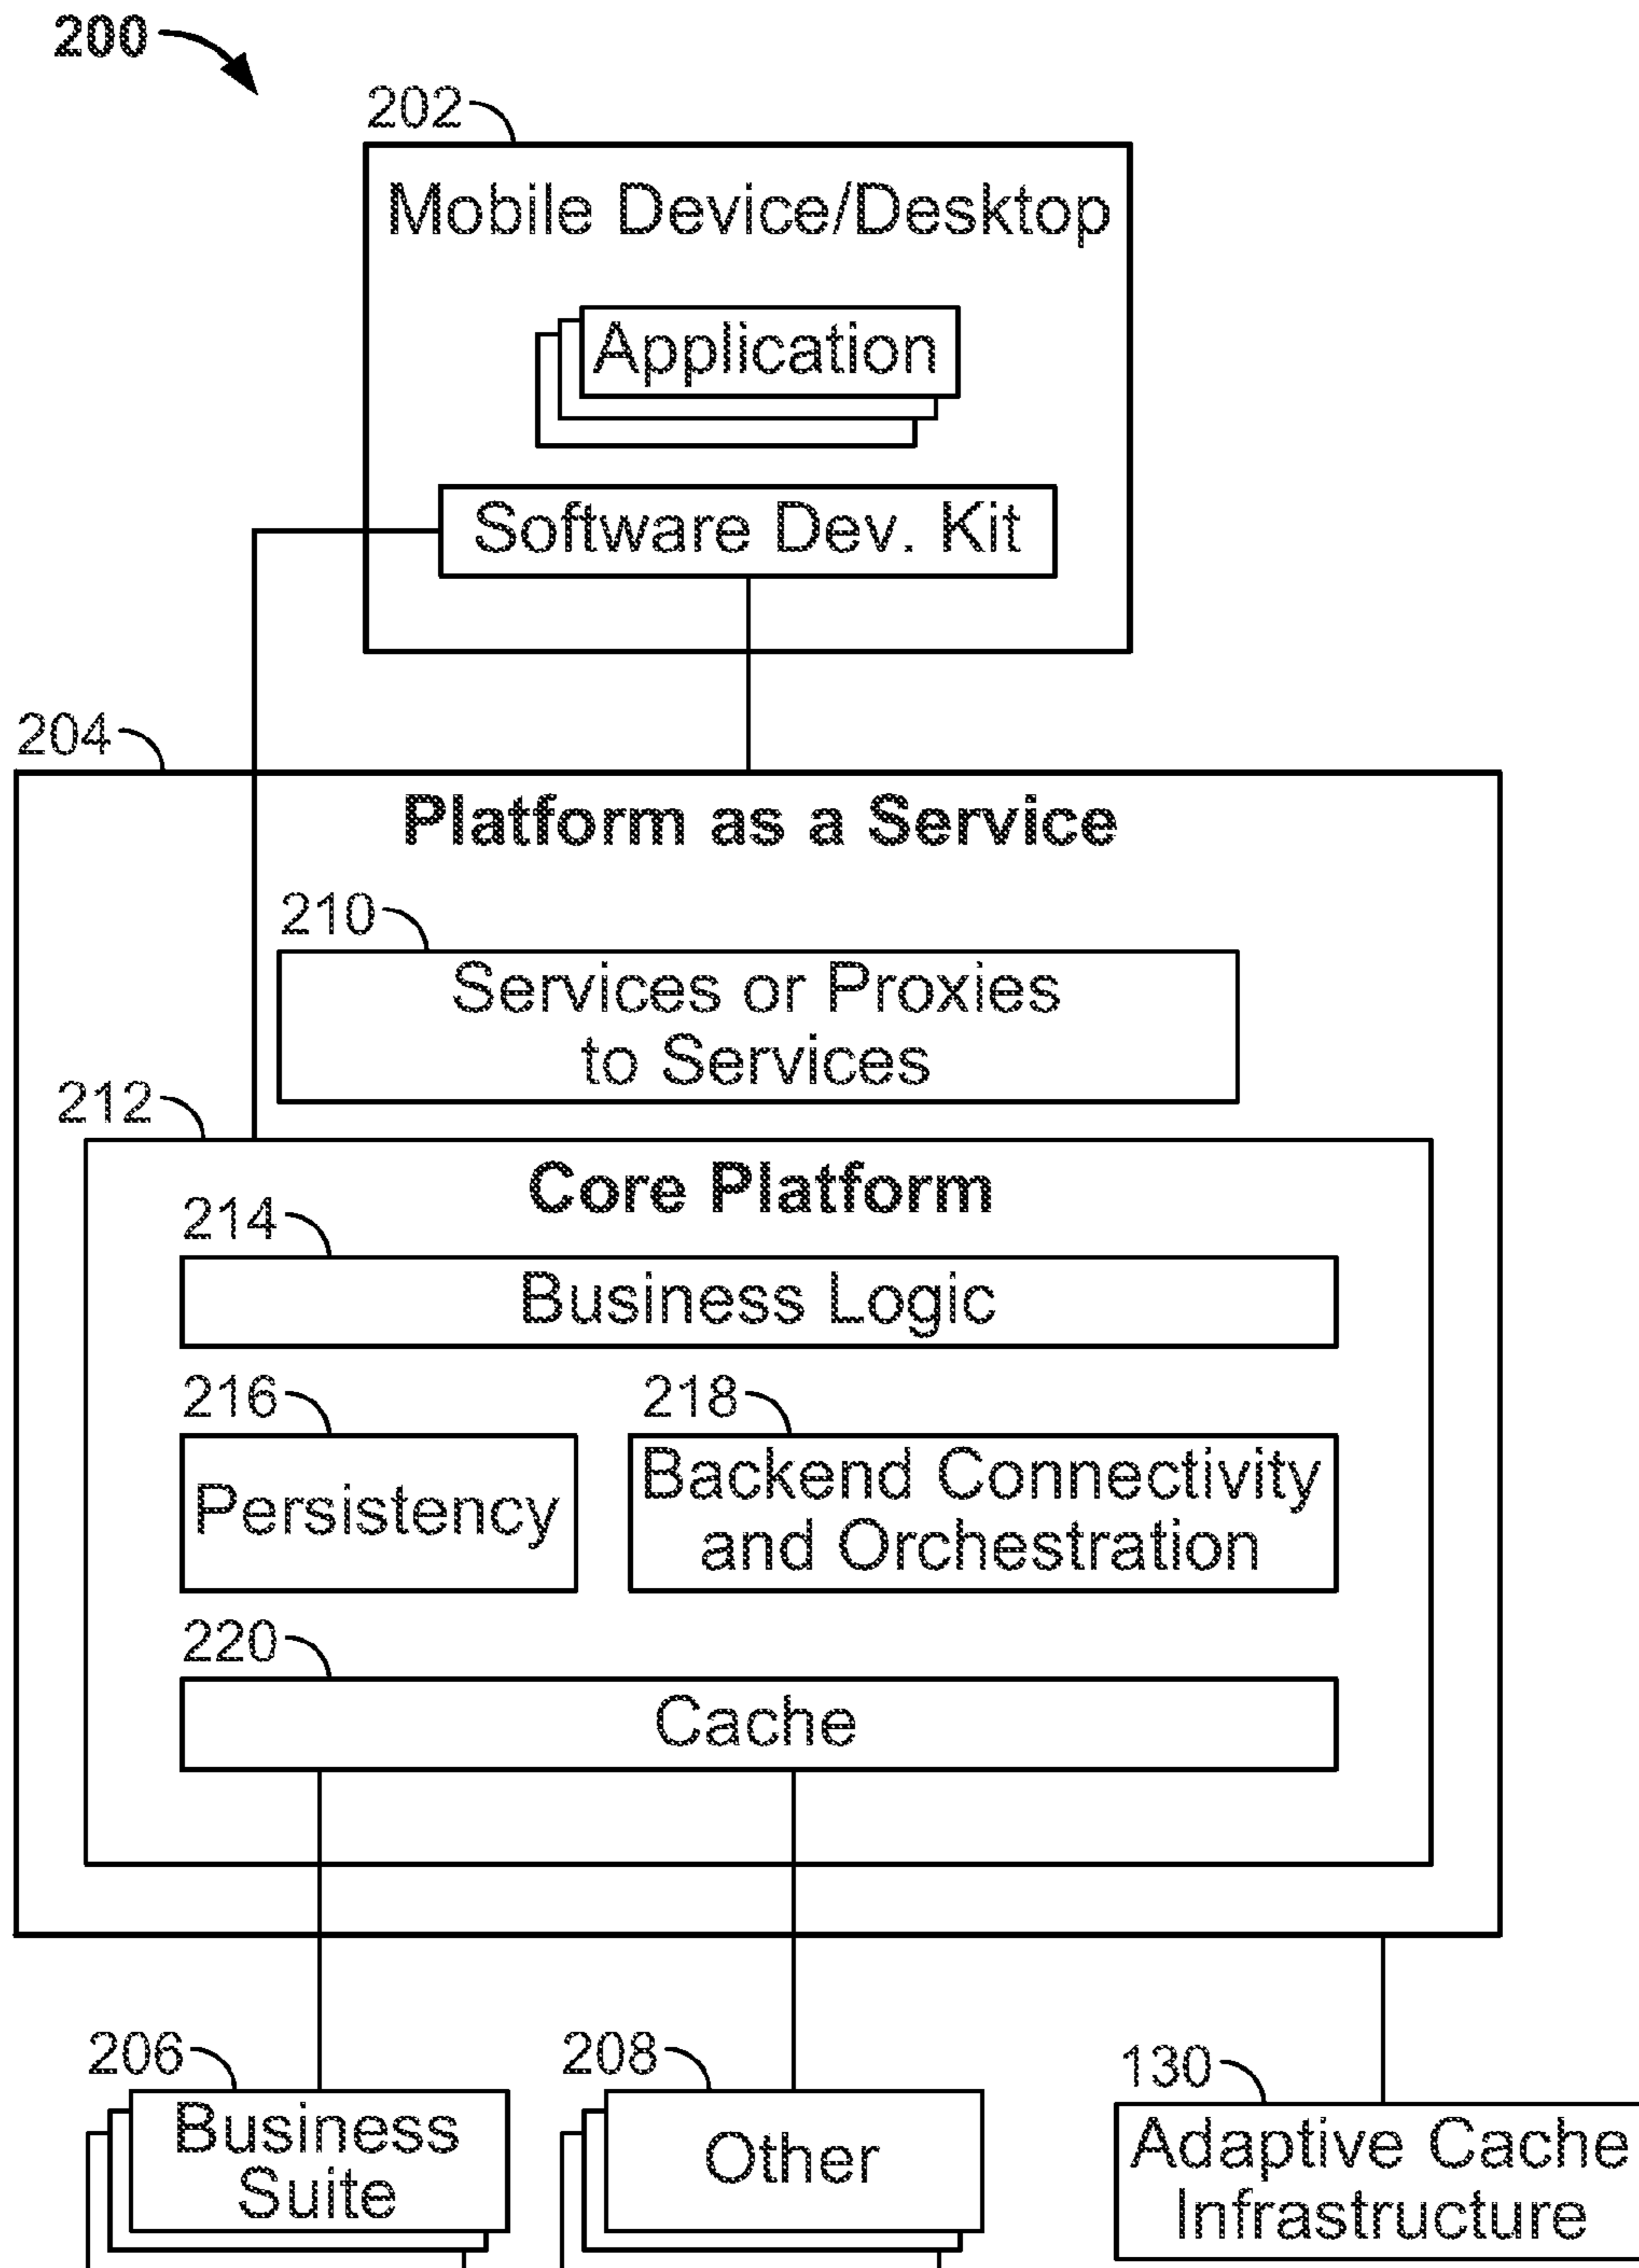 200
202
Mobile Device/Desktop
Application
Software Dev. Kit
204
Platform as a Service
210
Services or Proxies
to Services
212
Core Platform
214
Business Logic
216
Persistency
218
Backend Connectivity
and Orchestration
220
Cache
206
Business
Suite
208
Other
130
Adaptive Cache
Infrastructure